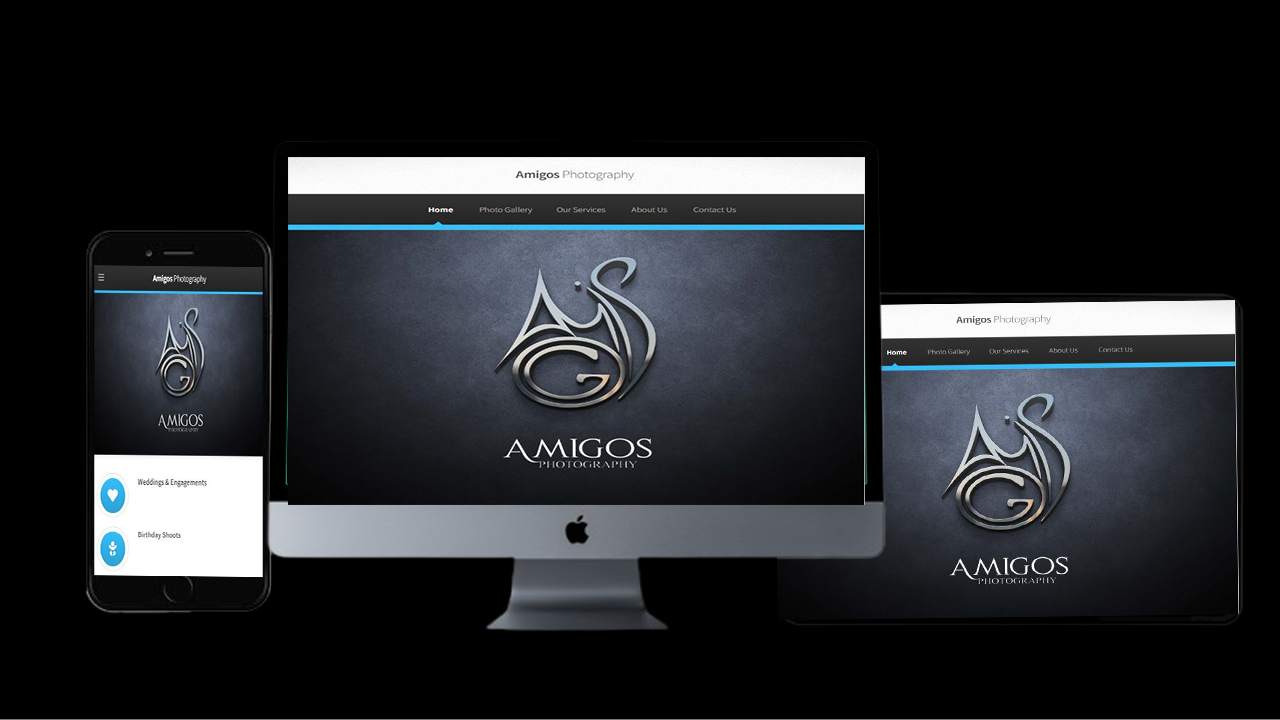 Amigos Photography
Home Photo Gallery Our Services About Us Contact Us
AMIGOS
PHOTOGRAPHY
Amigos Photography
AMIGOS
PHOTOGRAPHY
Weddings & Engagements
Birthday Shoots
Amigos Photography
Home Photo Gallery Our Services About Us Contact Us
AMIGOS
PHOTOGRAPHY